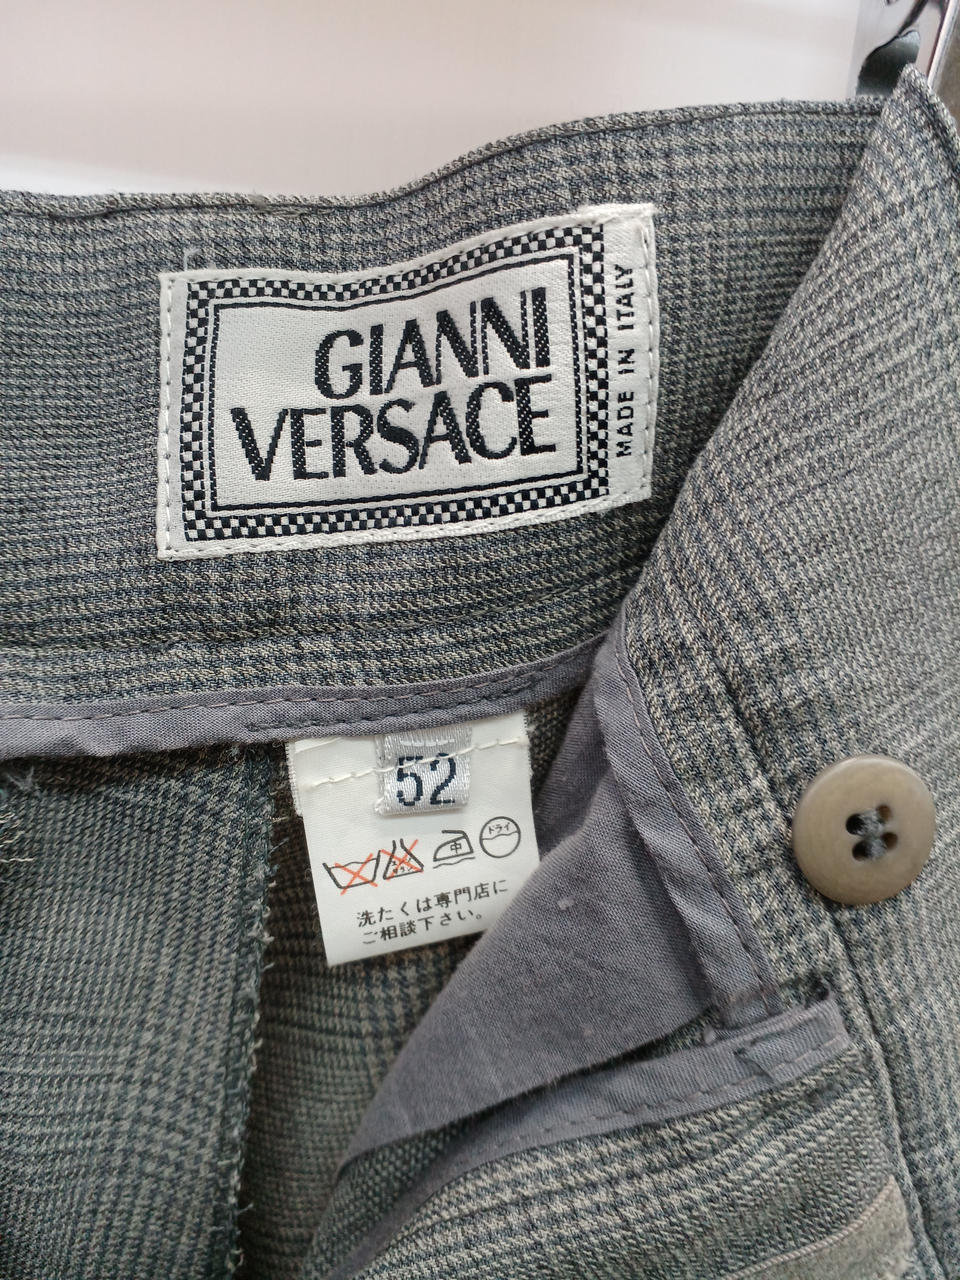 GIANNI
VERSACE
MADE IN ITALY
52
中
ドライ
洗たくは専門店に
ご相談下さい。